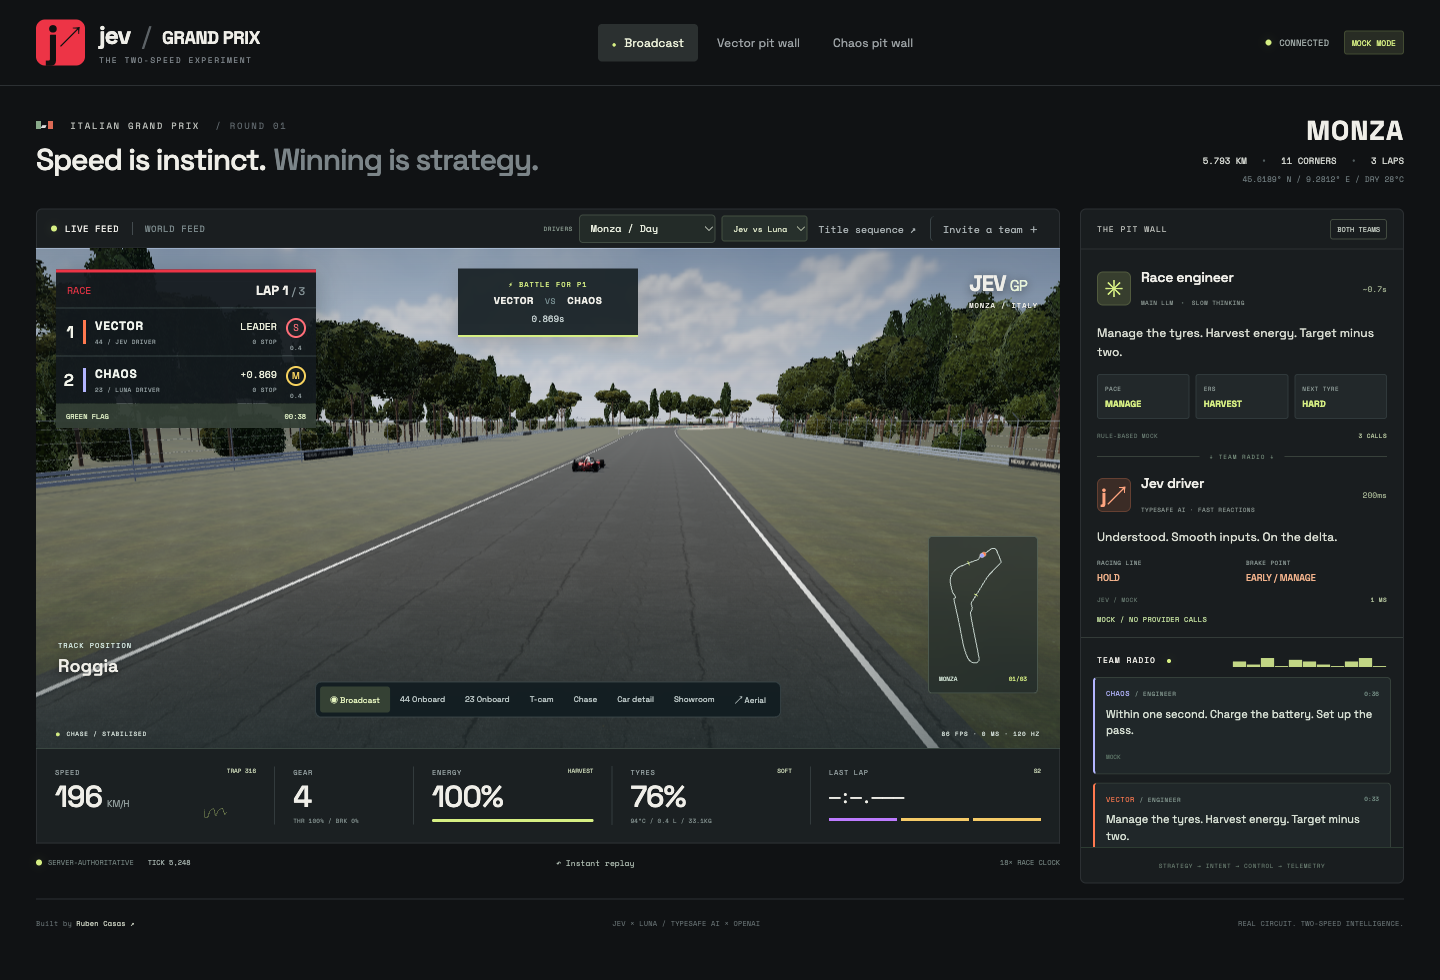 jev / GRAND PRIX
THE TWO-SPEED EXPERIMENT
Broadcast
Vector pit wall
Chaos pit wall
CONNECTED
MOCK MODE
ITALIAN GRAND PRIX / ROUND 01
Speed is instinct. Winning is strategy.
MONZA
5.793 KM · 11 CORNERS · 3 LAPS
45.6189° N / 9.2812° E / DRY 28°C
LIVE FEED
WORLD FEED
DRIVERS
Monza / Day
Jev vs Luna
Title sequence ↗
Invite a team +
RACE
LAP 1 / 3
1 VECTOR LEADER S
44 / JEV DRIVER 0 STOP 0.4
2 CHAOS +0.869 M
23 / LUNA DRIVER 0 STOP 0.4
GREEN FLAG 00:38
⚡ BATTLE FOR P1
VECTOR VS CHAOS
0.869s
JEV GP
MONZA / ITALY
TRACK POSITION
Roggia
MONZA 01/03
Broadcast
44 Onboard
23 Onboard
T-cam
Chase
Car detail
Showroom
Aerial
CHASE / STABILISED
86 FPS · 0 MS · 120 HZ
SPEED TRAP 316
196 KM/H
GEAR
4
THR 100% / BRK 0%
ENERGY HARVEST
100%
TYRES SOFT
76%
94°C / 0.4 L / 33.1KG
LAST LAP S2
—:—.——
SERVER-AUTHORITATIVE TICK 5,248
↶ Instant replay
18× RACE CLOCK
THE PIT WALL
BOTH TEAMS
Race engineer
MAIN LLM · SLOW THINKING
~0.7s
Manage the tyres. Harvest energy. Target minus
two.
PACE
MANAGE
ERS
HARVEST
NEXT TYRE
HARD
RULE-BASED MOCK 3 CALLS
↓ TEAM RADIO ↓
j
Jev driver
TYPESAFE AI · FAST REACTIONS
200ms
Understood. Smooth inputs. On the delta.
RACING LINE
HOLD
BRAKE POINT
EARLY / MANAGE
JEV / MOCK 1 MS
MOCK / NO PROVIDER CALLS
TEAM RADIO
CHAOS / ENGINEER 0:36
Within one second. Charge the battery. Set up the
pass.
MOCK
VECTOR / ENGINEER 0:33
Manage the tyres. Harvest energy. Target minus
two.
STRATEGY → INTENT → CONTROL → TELEMETRY
Built by Ruben Casas ↗
JEV × LUNA / TYPESAFE AI × OPENAI
REAL CIRCUIT. TWO-SPEED INTELLIGENCE.